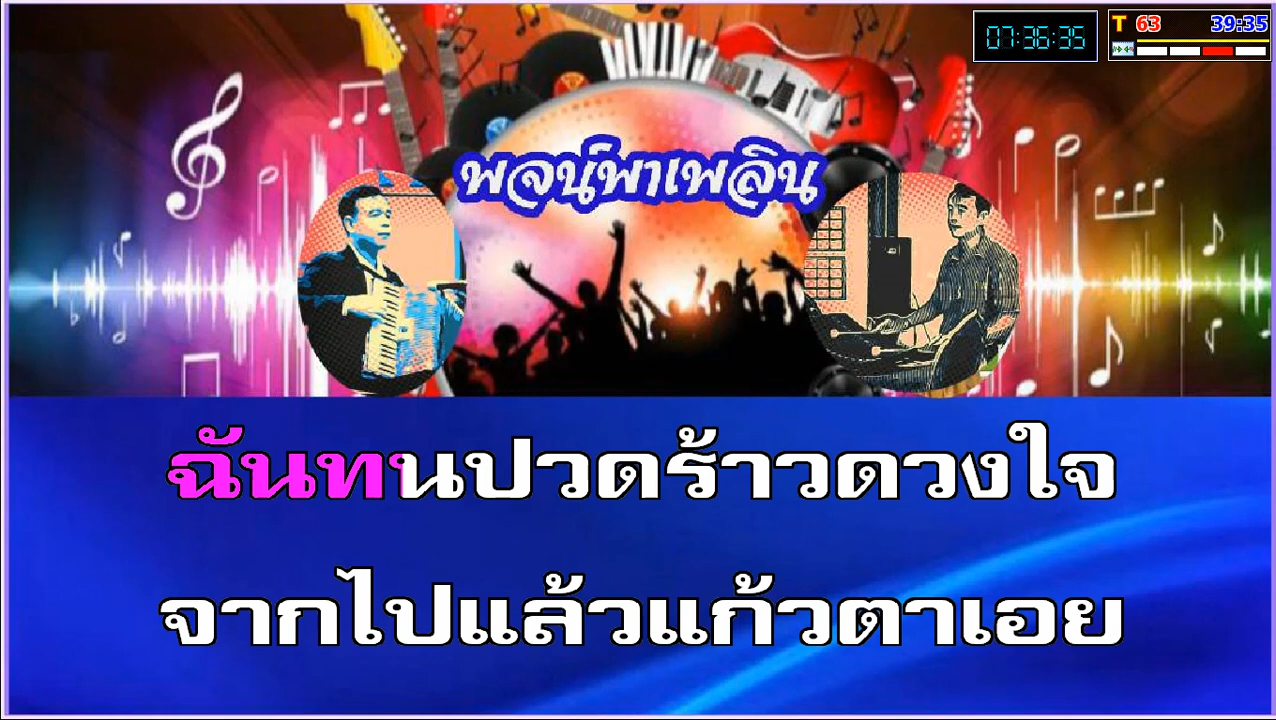 07:36:35
T 63 39:35
พจน์พาเพลิน
ฉันทนปวดร้าวดวงใจ
จากไปแล้วแก้วตาเอย